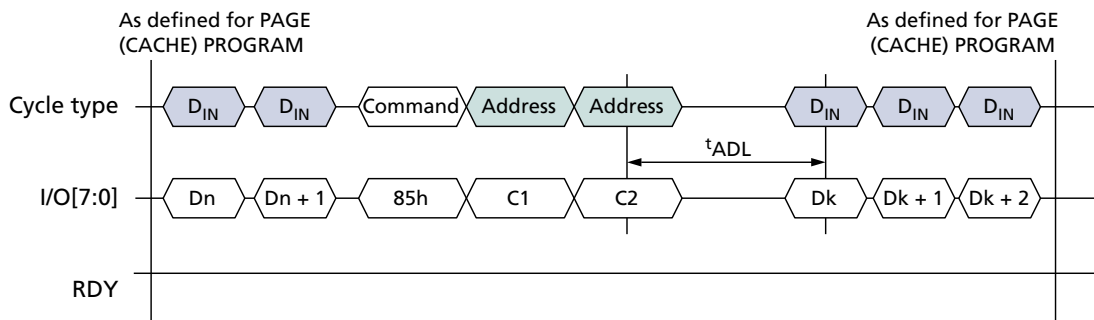 As defined for PAGE
(CACHE) PROGRAM
As defined for PAGE
(CACHE) PROGRAM
Cycle type
DIN
DIN
Command
Address
Address
DIN
DIN
DIN
tADL
I/O[7:0]
Dn
Dn + 1
85h
C1
C2
Dk
Dk + 1
Dk + 2
RDY